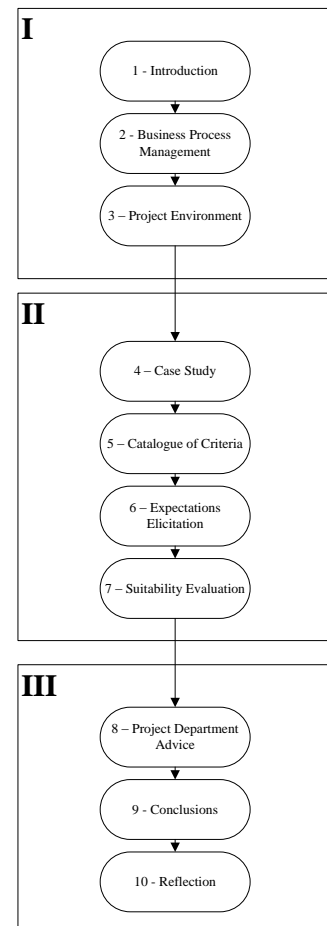 I
1 - Introduction
2 - Business Process
Management
3 – Project Environment
II
4 – Case Study
5 – Catalogue of Criteria
6 – Expectations
Elicitation
7 – Suitability Evaluation
III
8 – Project Department
Advice
9 - Conclusions
10 - Reflection